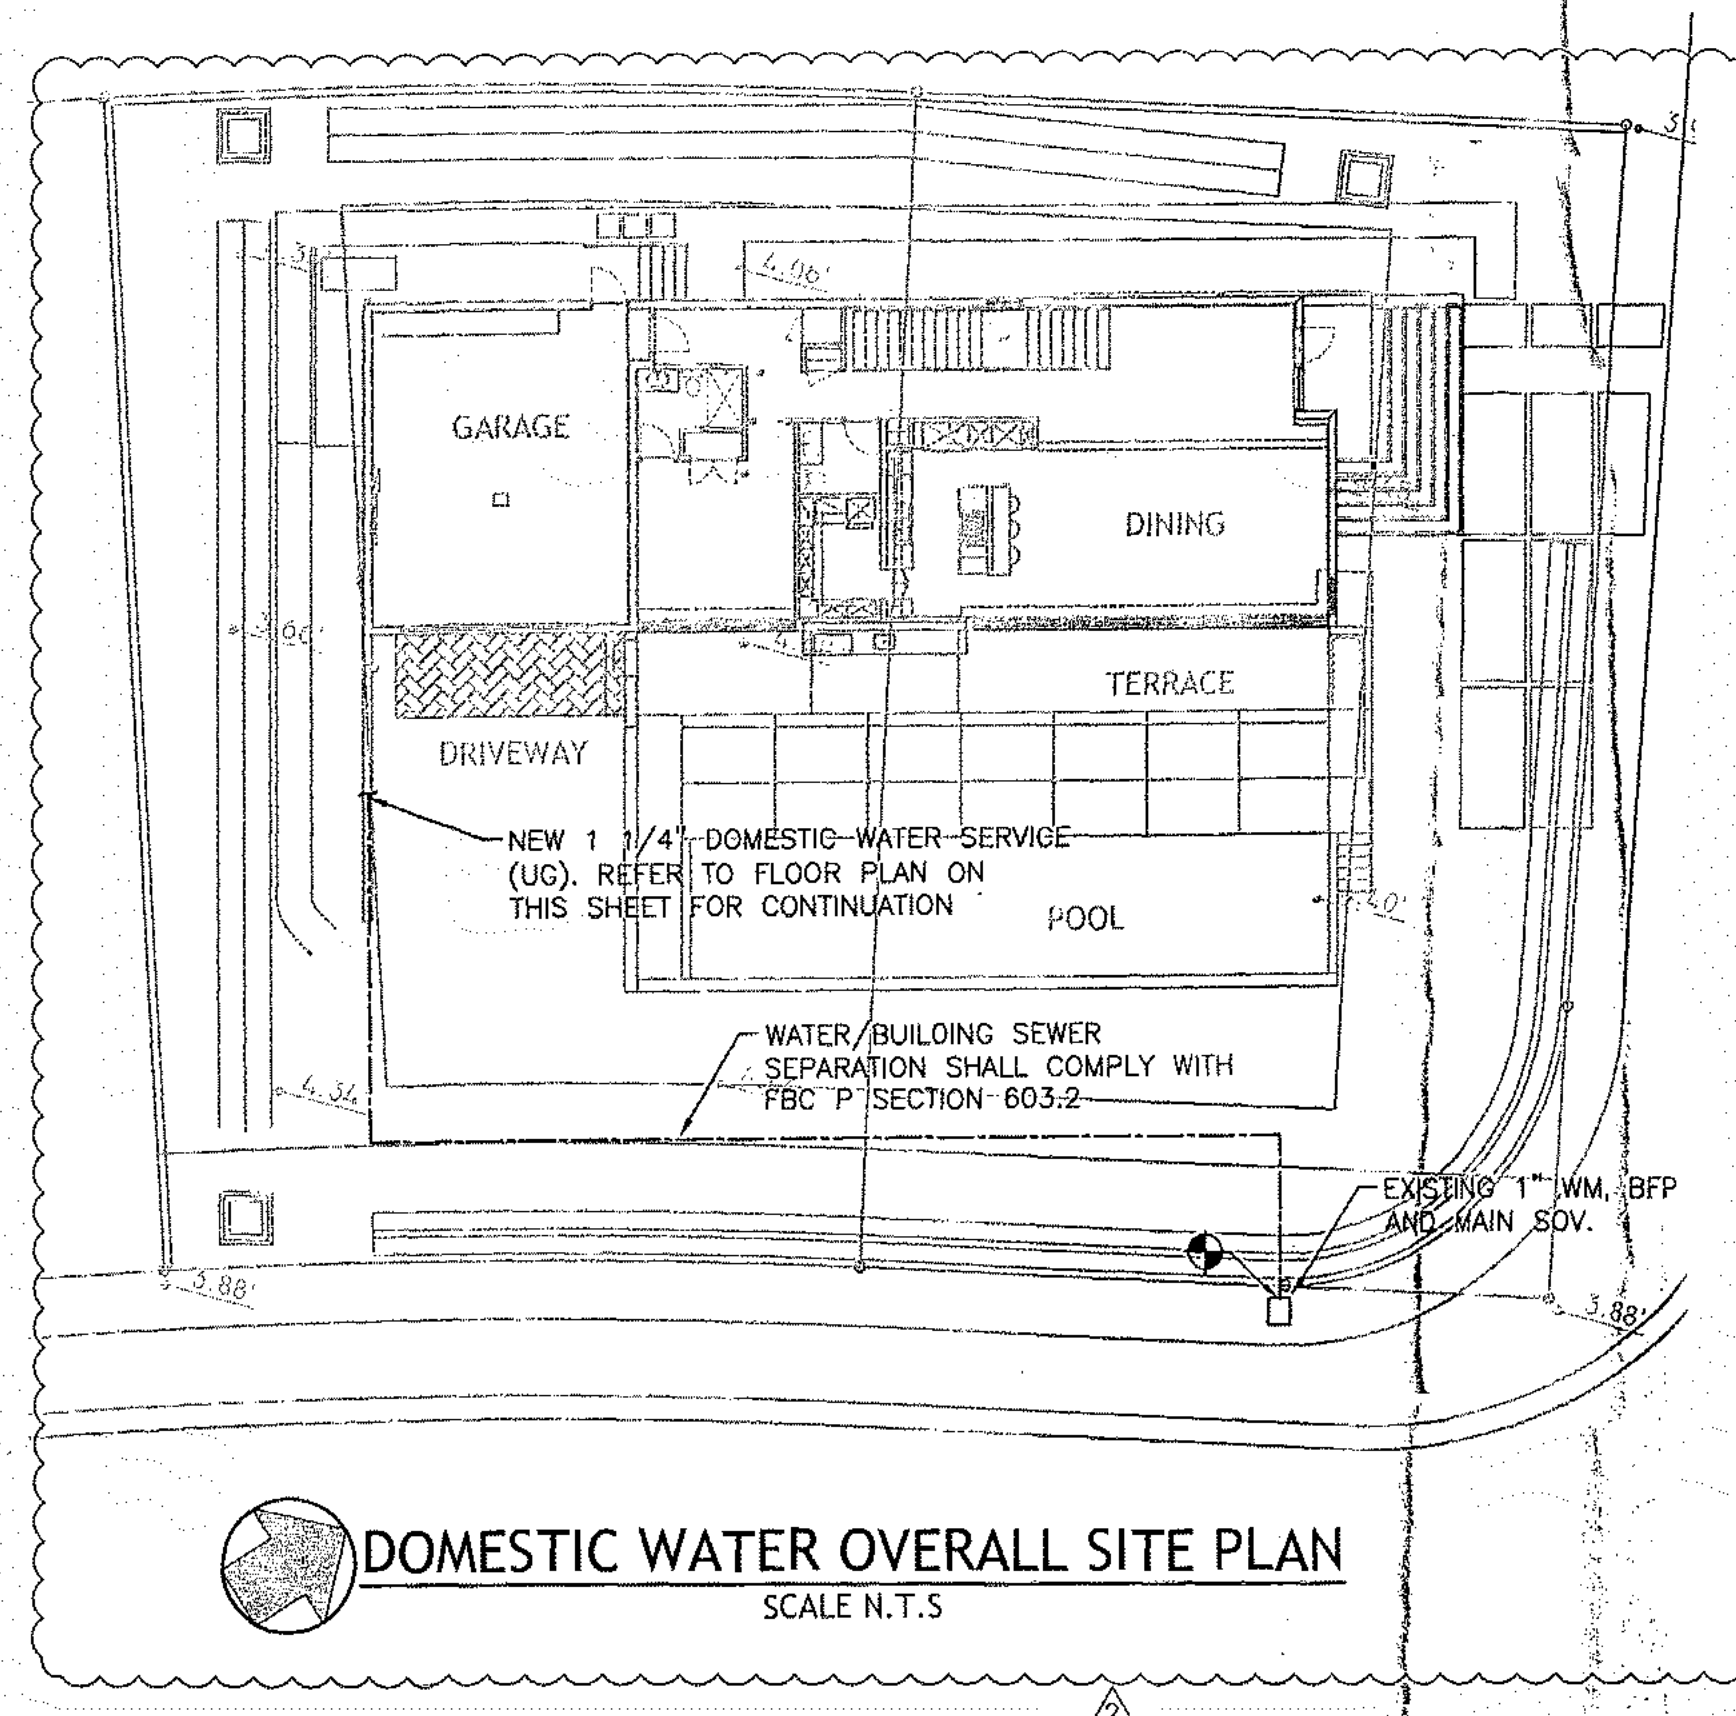 4.06'
GARAGE
DINING
TERRACE
DRIVEWAY
NEW 1 1/4" DOMESTIC WATER SERVICE
(UG). REFER TO FLOOR PLAN ON
THIS SHEET FOR CONTINUATION
POOL
WATER/BUILDING SEWER
SEPARATION SHALL COMPLY WITH
FBC P SECTION 603.2
4.34
EXISTING 1" WM, BFP
AND MAIN SOV.
3.88'
3.88'
DOMESTIC WATER OVERALL SITE PLAN
SCALE N.T.S
2